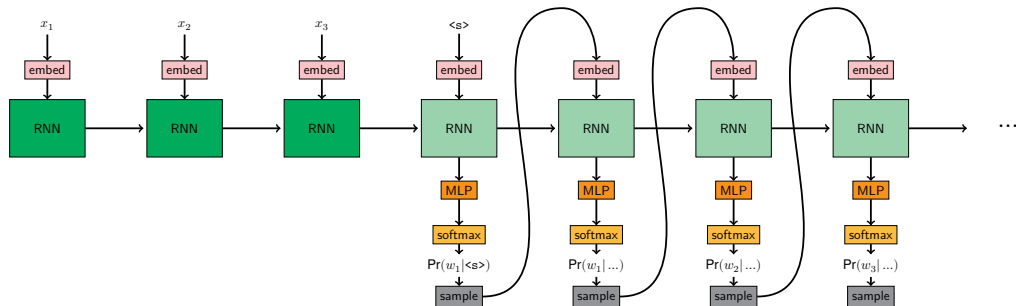 x₁ x₂ x₃ <s>
embed embed embed embed embed embed embed
RNN RNN RNN RNN RNN RNN RNN ...
MLP MLP MLP MLP
softmax softmax softmax softmax
Pr(w₁|<s>) Pr(w₁|...) Pr(w₂|...) Pr(w₃|...)
sample sample sample sample